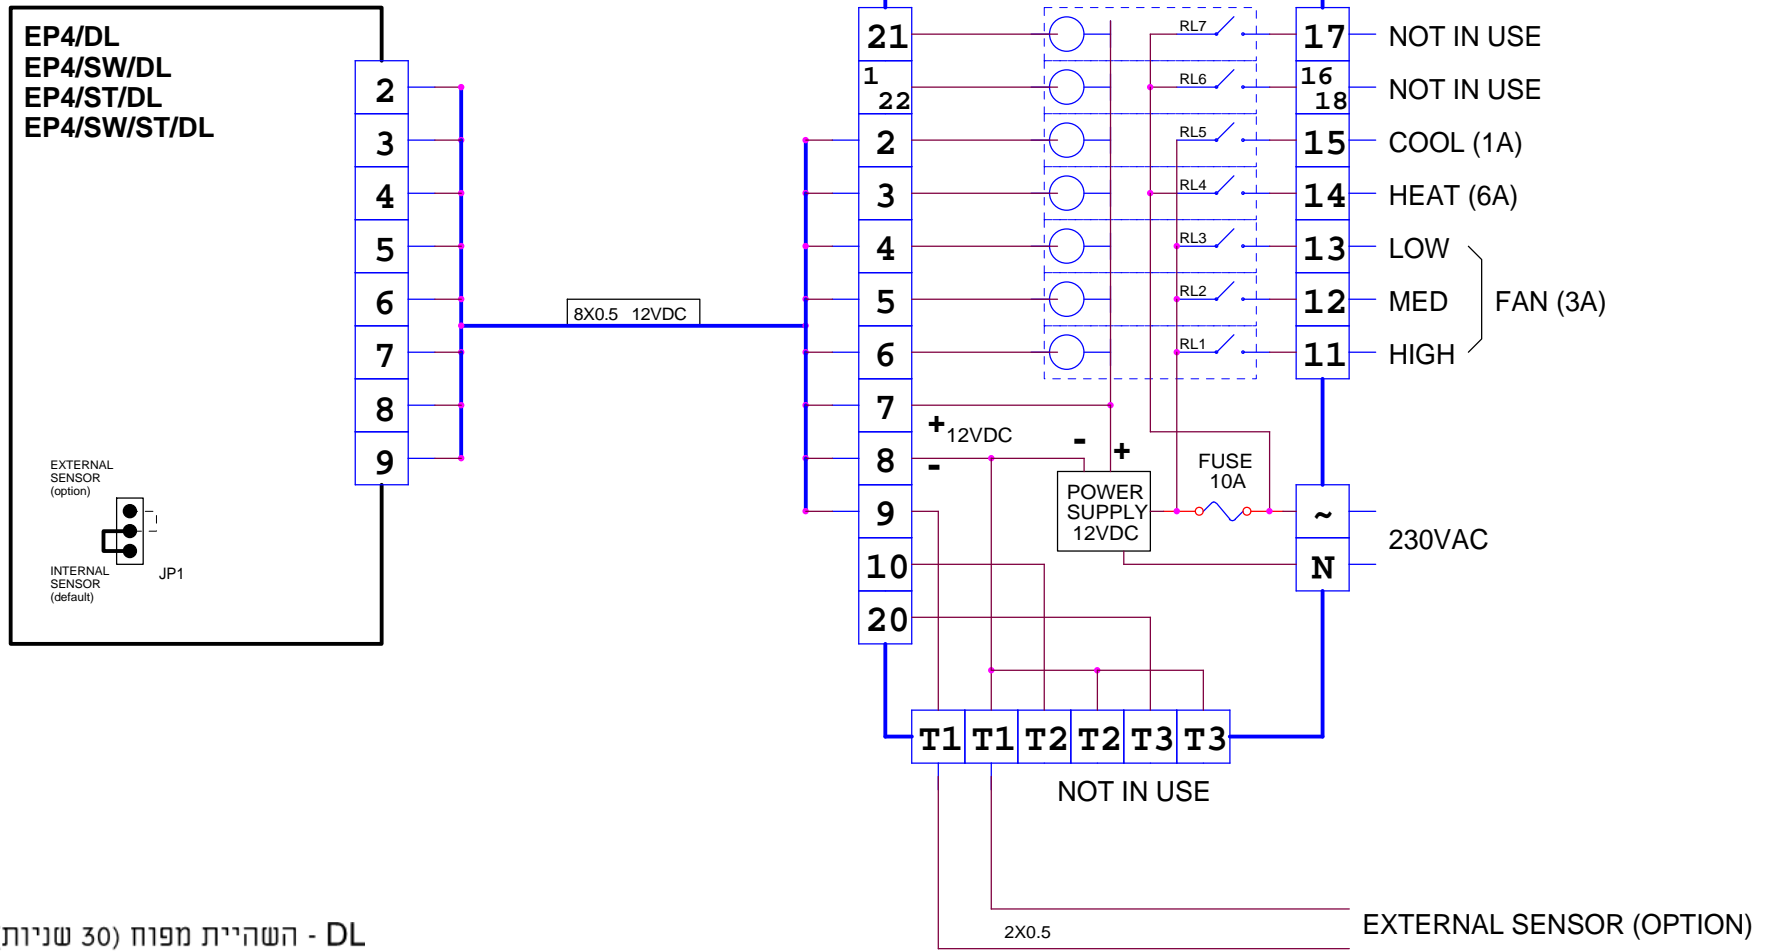 EP4/DL
EP4/SW/DL
EP4/ST/DL
EP4/SW/ST/DL
2
3
4
5
6
7
8
9
EXTERNAL
SENSOR
(option)
INTERNAL
SENSOR
(default)
JP1
8X0.5 12VDC
21
1
22
2
3
4
5
6
7
8
9
10
20
+
12VDC
-
RL7
RL6
RL5
RL4
RL3
RL2
RL1
-
+
POWER
SUPPLY
12VDC
FUSE
10A
17
16
18
15
14
13
12
11
~
N
NOT IN USE
NOT IN USE
COOL (1A)
HEAT (6A)
LOW
MED
HIGH
FAN (3A)
230VAC
T1 T1 T2 T2 T3 T3
NOT IN USE
2X0.5
EXTERNAL SENSOR (OPTION)
DL - השהיית מפוח (30 שניות